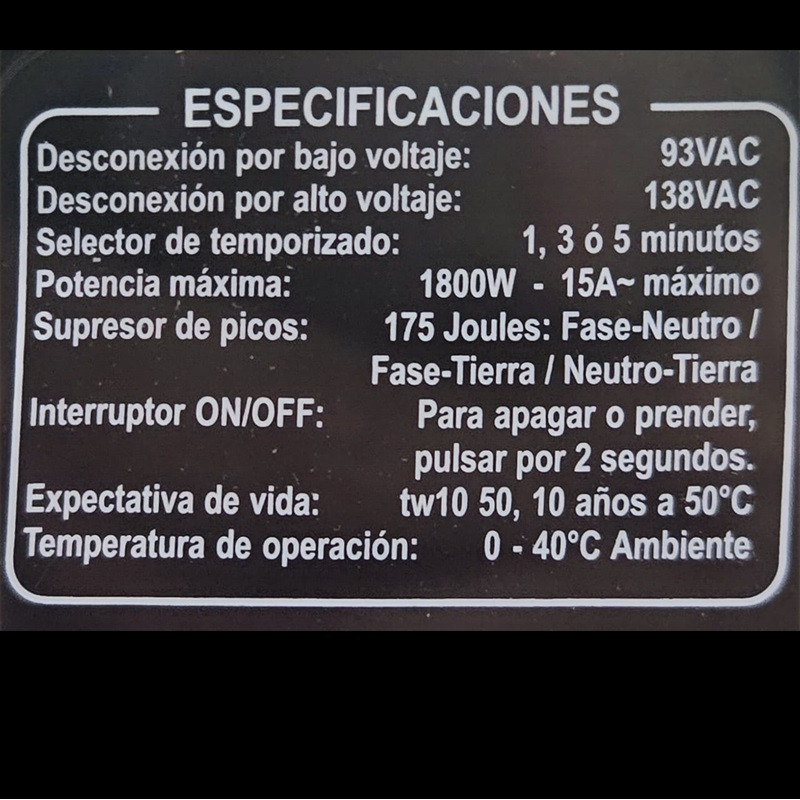 ESPECIFICACIONES
Desconexión por bajo voltaje: 93VAC
Desconexión por alto voltaje: 138VAC
Selector de temporizado: 1, 3 ó 5 minutos
Potencia máxima: 1800W - 15A~ máximo
Supresor de picos: 175 Joules: Fase-Neutro /
Fase-Tierra / Neutro-Tierra
Interruptor ON/OFF: Para apagar o prender,
pulsar por 2 segundos.
Expectativa de vida: tw10 50, 10 años a 50°C
Temperatura de operación: 0 - 40°C Ambiente